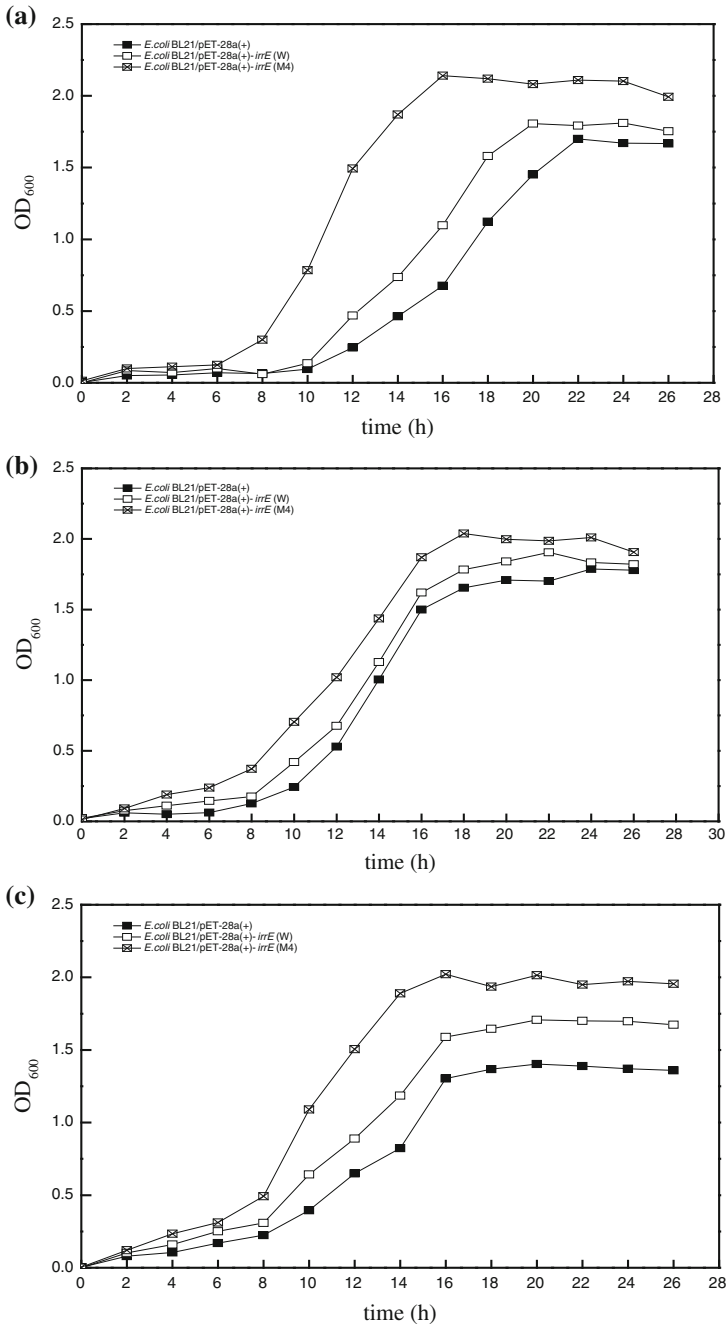 (a)
2.5
2.0
1.5
1.0
0.5
0.0
OD600
E.coli BL21/pET-28a(+)
E.coli BL21/pET-28a(+)- irrE (W)
E.coli BL21/pET-28a(+)- irrE (M4)
0 2 4 6 8 10 12 14 16 18 20 22 24 26 28
time (h)
(b)
2.5
2.0
1.5
1.0
0.5
0.0
OD600
E.coli BL21/pET-28a(+)
E.coli BL21/pET-28a(+)- irrE (W)
E.coli BL21/pET-28a(+)- irrE (M4)
0 2 4 6 8 10 12 14 16 18 20 22 24 26 28 30
time (h)
(c)
2.5
2.0
1.5
1.0
0.5
0.0
OD600
E.coli BL21/pET-28a(+)
E.coli BL21/pET-28a(+)- irrE (W)
E.coli BL21/pET-28a(+)- irrE (M4)
0 2 4 6 8 10 12 14 16 18 20 22 24 26 28
time (h)